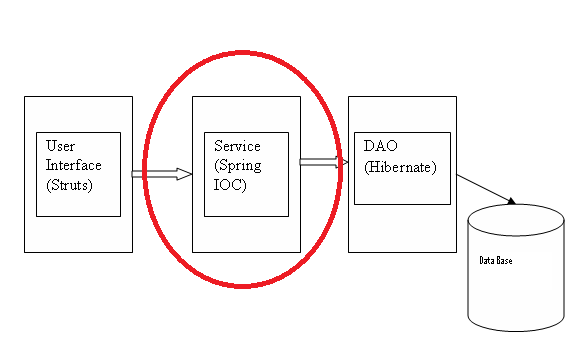 User
Interface
(Struts)
Service
(Spring
IOC)
DAO
(Hibernate)
Data Base